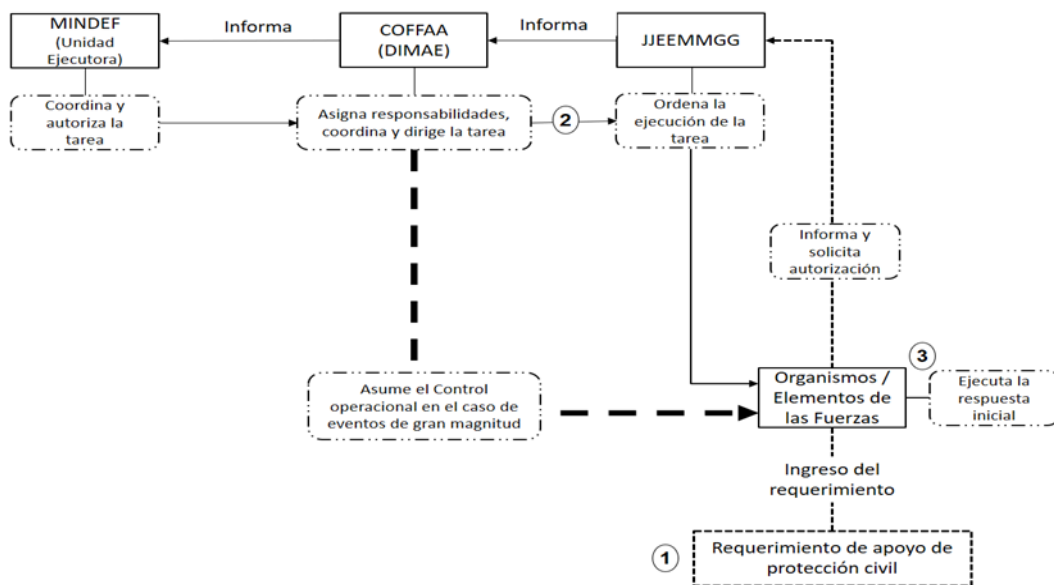 MINDEF
(Unidad
Ejecutora)
Informa
COFFAA
(DIMAE)
Informa
JJEEMMGG
Coordina y
autoriza la
tarea
Asigna responsabilidades,
coordina y dirige la tarea
2
Ordena la
ejecución de la
tarea
Informa y
solicita
autorización
Asume el Control
operacional en el caso de
eventos de gran magnitud
Organismos /
Elementos de
las Fuerzas
3
Ejecuta la
respuesta
inicial
Ingreso del
requerimiento
1
Requerimiento de apoyo de
protección civil